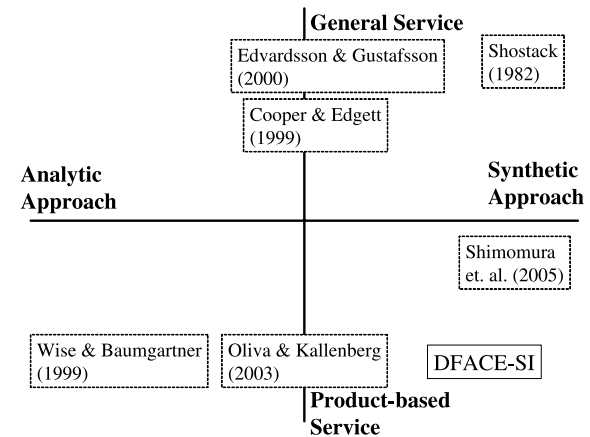 General Service
Edvardsson & Gustafsson
(2000)
Shostack
(1982)
Cooper & Edgett
(1999)
Analytic
Approach
Synthetic
Approach
Shimomura
et. al. (2005)
Wise & Baumgartner
(1999)
Oliva & Kallenberg
(2003)
DFACE-SI
Product-based
Service